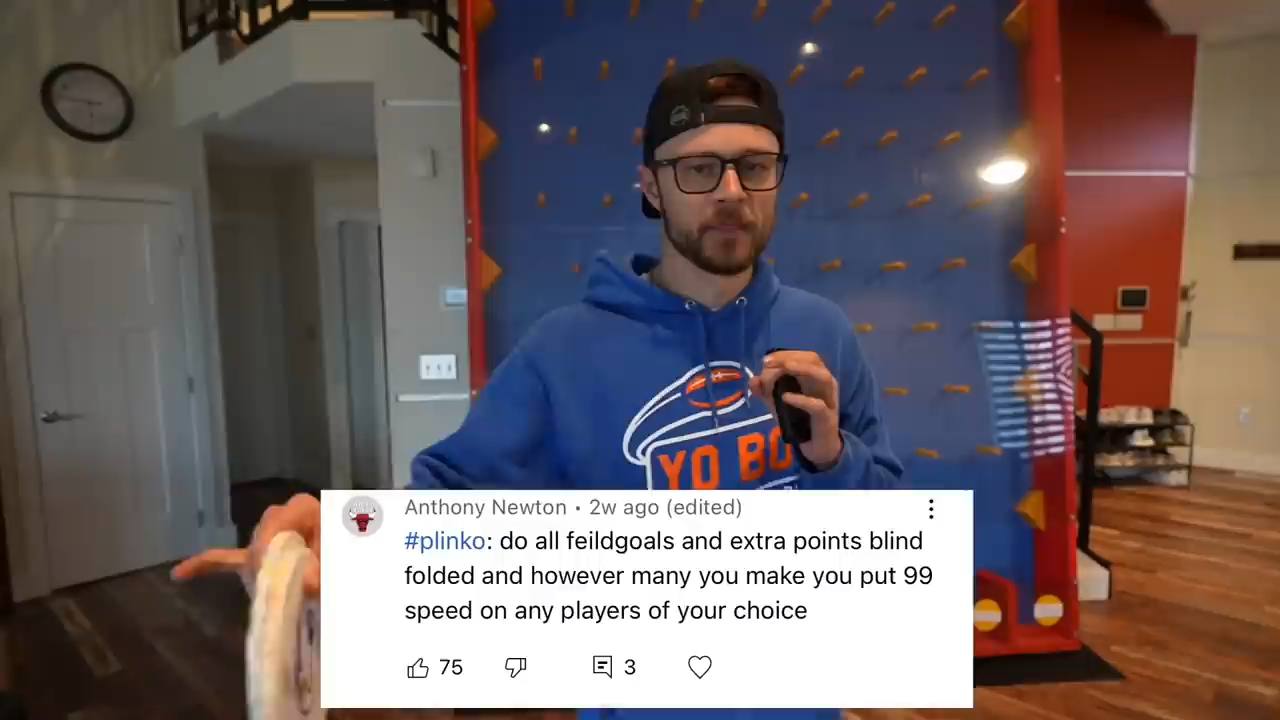 YO BO
Anthony Newton • 2w ago (edited)
#plinko: do all feildgoals and extra points blind
folded and however many you make you put 99
speed on any players of your choice
75
3